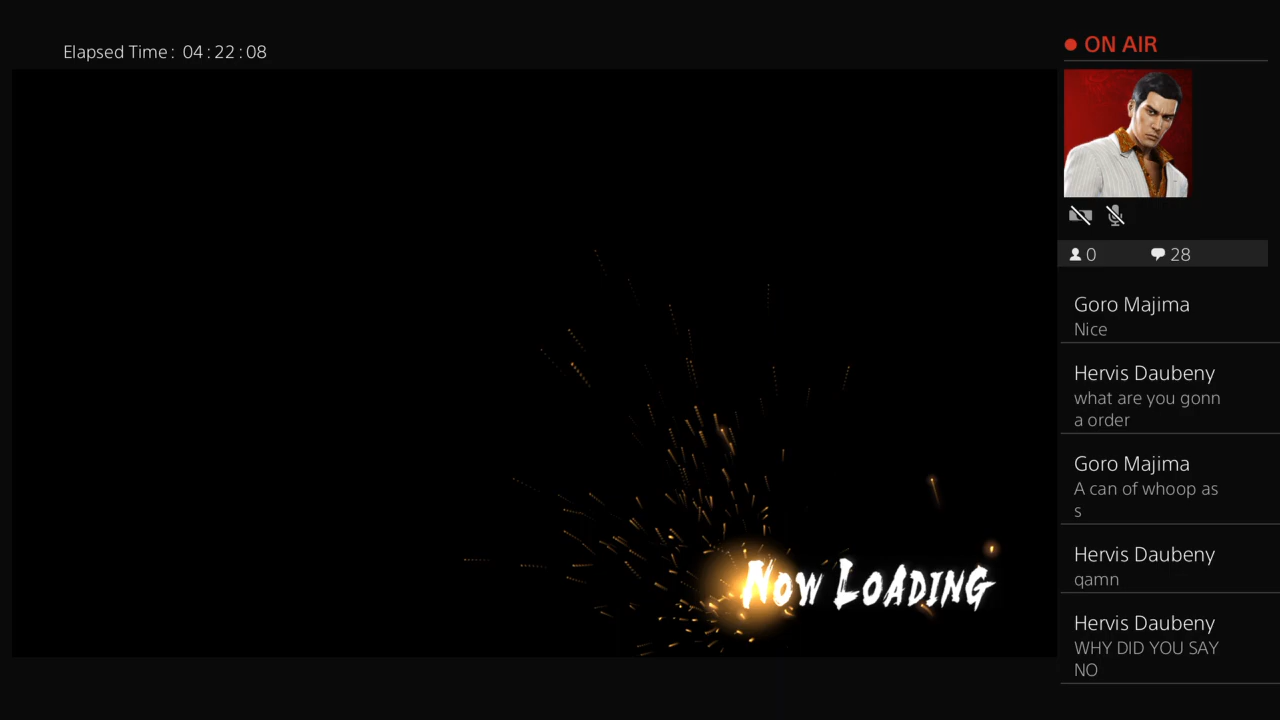 Elapsed Time: 04:22:08
ON AIR
0 28
Goro Majima
Nice
Hervis Daubeny
what are you gonn
a order
Goro Majima
A can of whoop as
s
Hervis Daubeny
qamn
Hervis Daubeny
WHY DID YOU SAY
NO
Now Loading